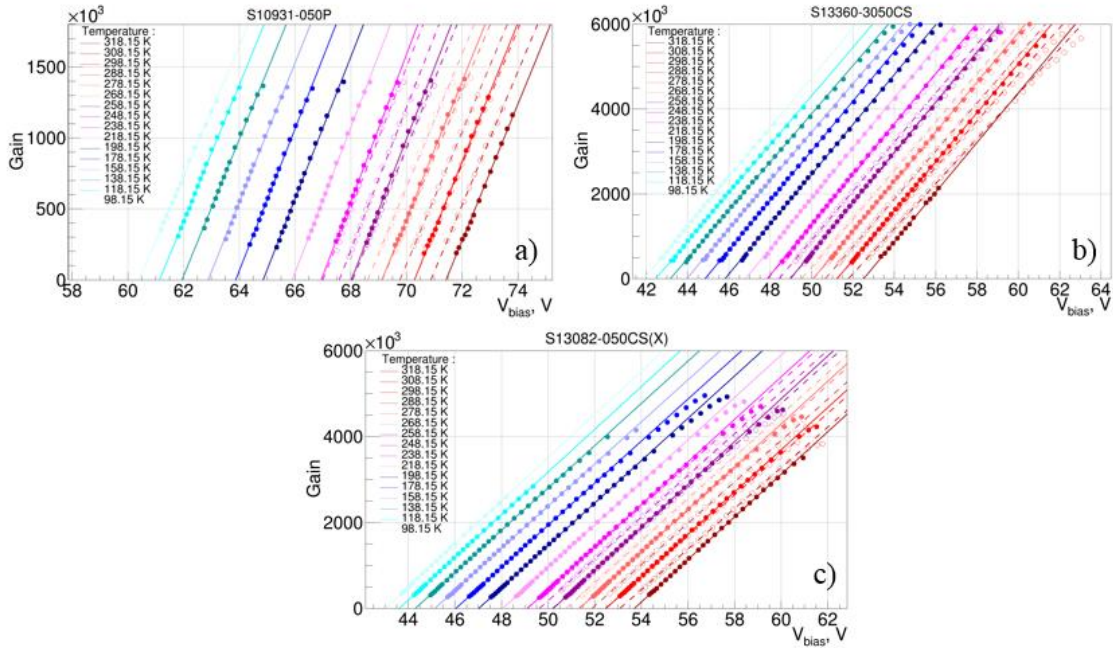 S10931-050P
×10³
Temperature :
318.15 K
308.15 K
298.15 K
288.15 K
278.15 K
268.15 K
258.15 K
248.15 K
238.15 K
218.15 K
198.15 K
178.15 K
158.15 K
138.15 K
118.15 K
98.15 K
1500
1000
500
0
Gain
58 60 62 64 66 68 70 72 74
V_bias, V
a)
S13360-3050CS
×10³
Temperature :
318.15 K
308.15 K
298.15 K
288.15 K
278.15 K
268.15 K
258.15 K
248.15 K
238.15 K
218.15 K
198.15 K
178.15 K
158.15 K
138.15 K
118.15 K
98.15 K
6000
4000
2000
0
Gain
42 44 46 48 50 52 54 56 58 60 62 64
V_bias, V
b)
S13082-050CS(X)
×10³
Temperature :
318.15 K
308.15 K
298.15 K
288.15 K
278.15 K
268.15 K
258.15 K
248.15 K
238.15 K
218.15 K
198.15 K
178.15 K
158.15 K
138.15 K
118.15 K
98.15 K
6000
4000
2000
0
Gain
44 46 48 50 52 54 56 58 60 62
V_bias, V
c)